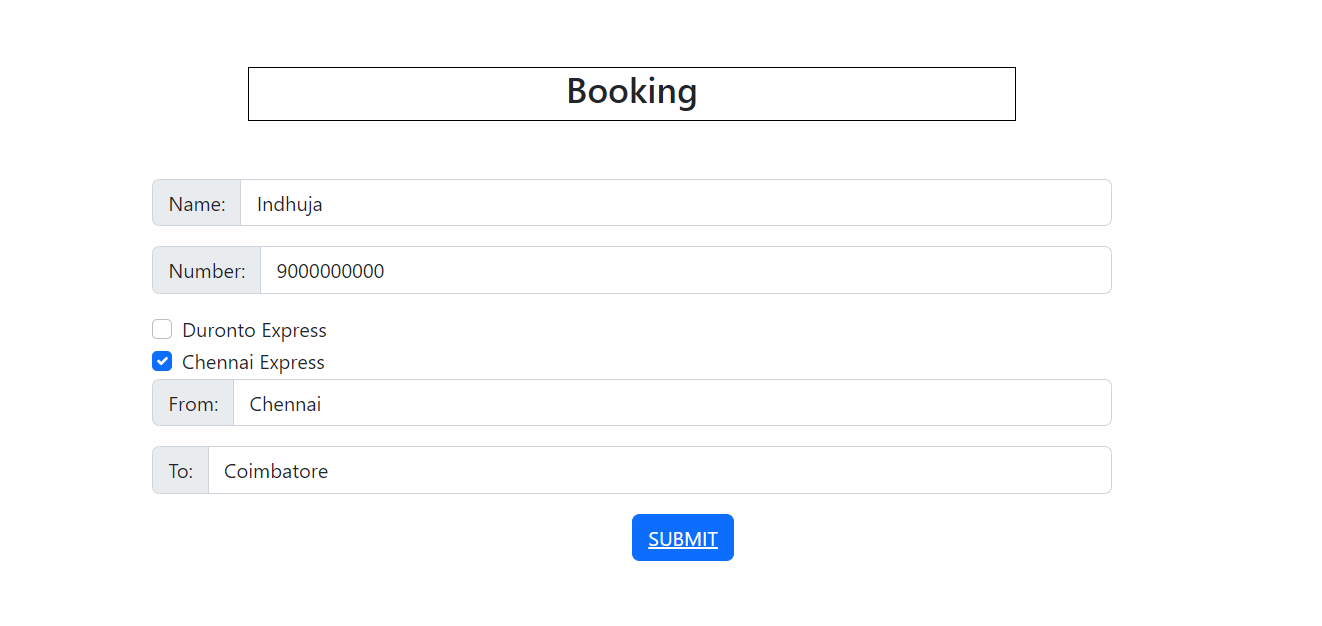 Booking
Name: Indhuja
Number: 9000000000
Duronto Express
Chennai Express
From: Chennai
To: Coimbatore
SUBMIT